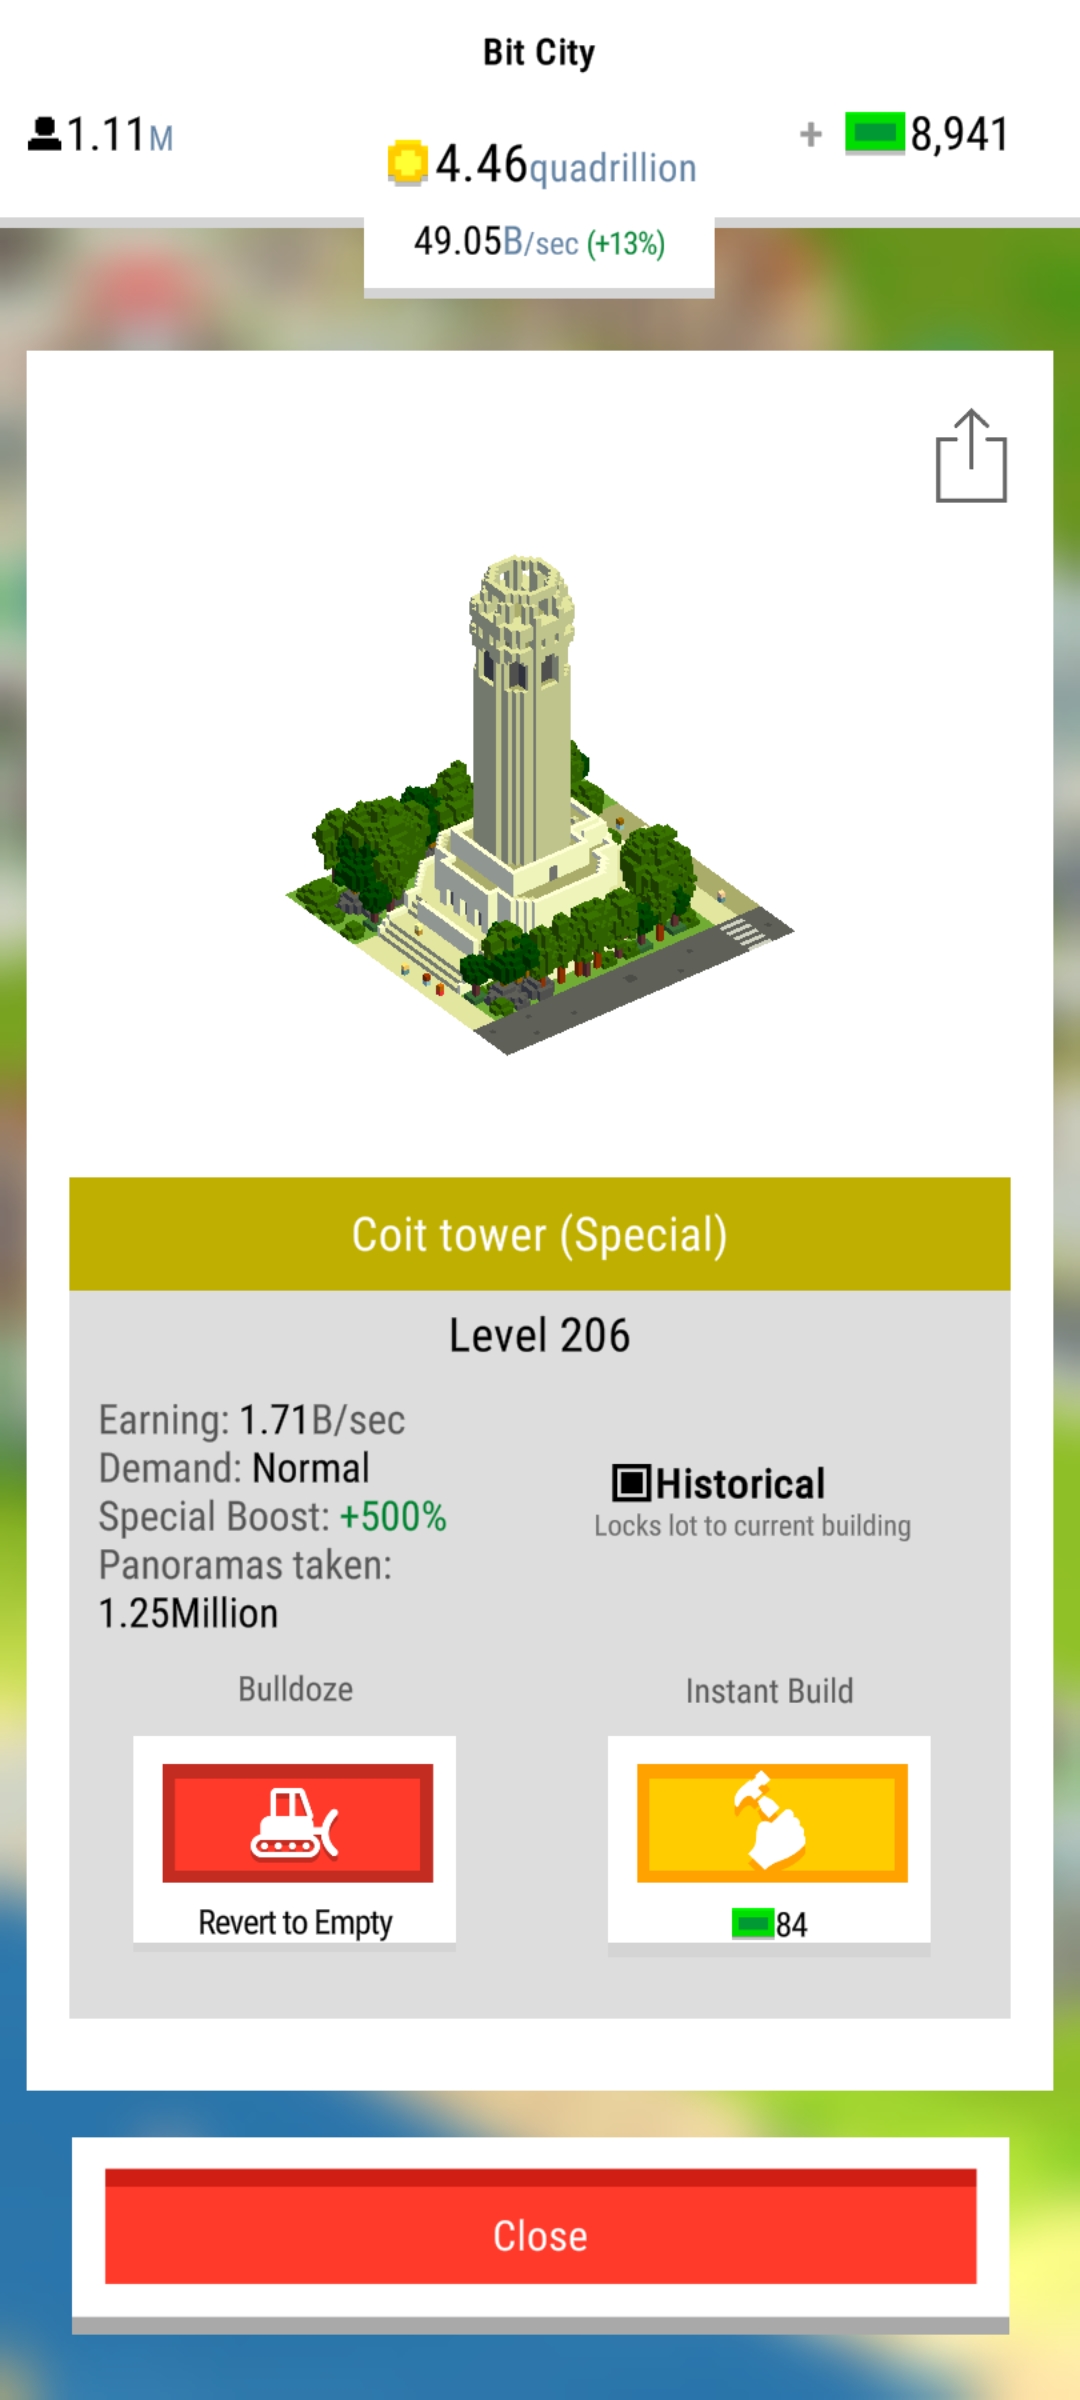 Bit City
1.11M
4.46quadrillion
+ 8,941
49.05B/sec (+13%)
Coit tower (Special)
Level 206
Earning: 1.71B/sec
Demand: Normal
Special Boost: +500%
Panoramas taken:
1.25Million
Historical
Locks lot to current building
Bulldoze
Revert to Empty
Instant Build
84
Close